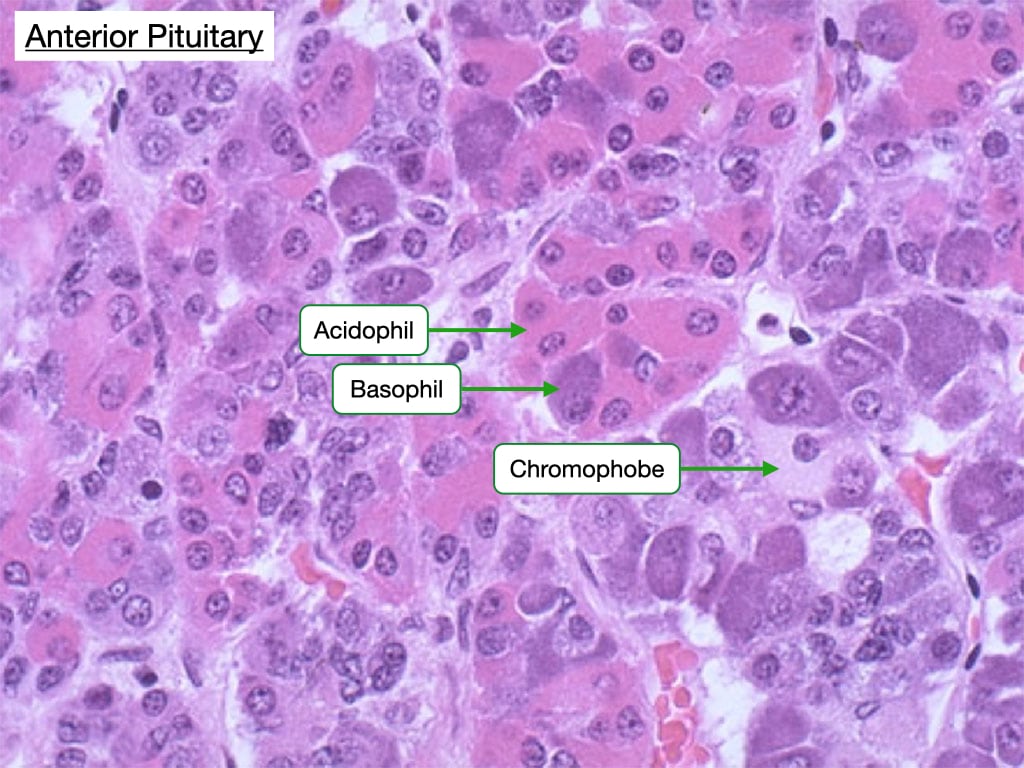 Anterior Pituitary
Acidophil
Basophil
Chromophobe